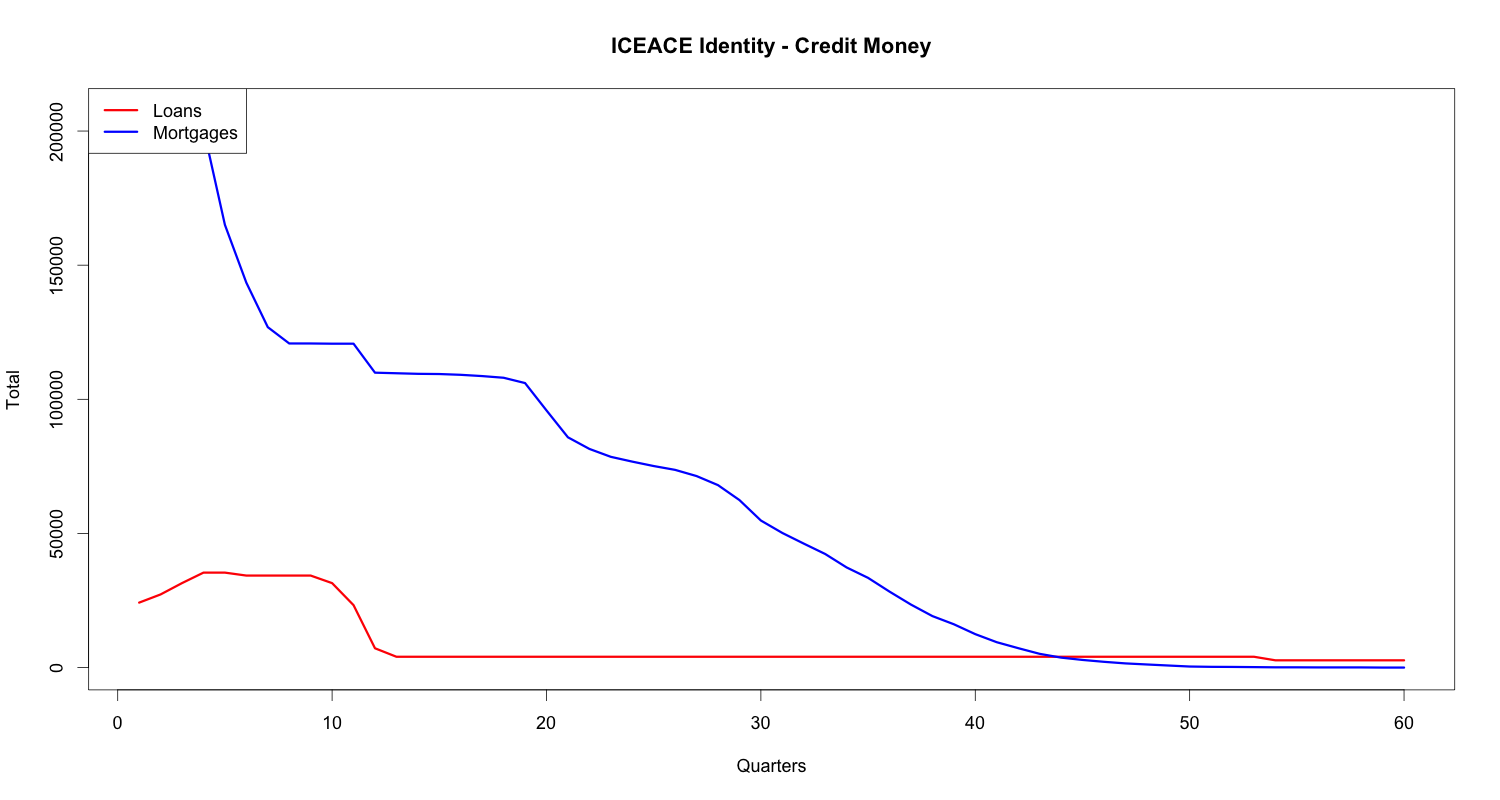 ICEACE Identity - Credit Money
Loans
Mortgages
Total
200000
150000
100000
50000
0
0 10 20 30 40 50 60
Quarters